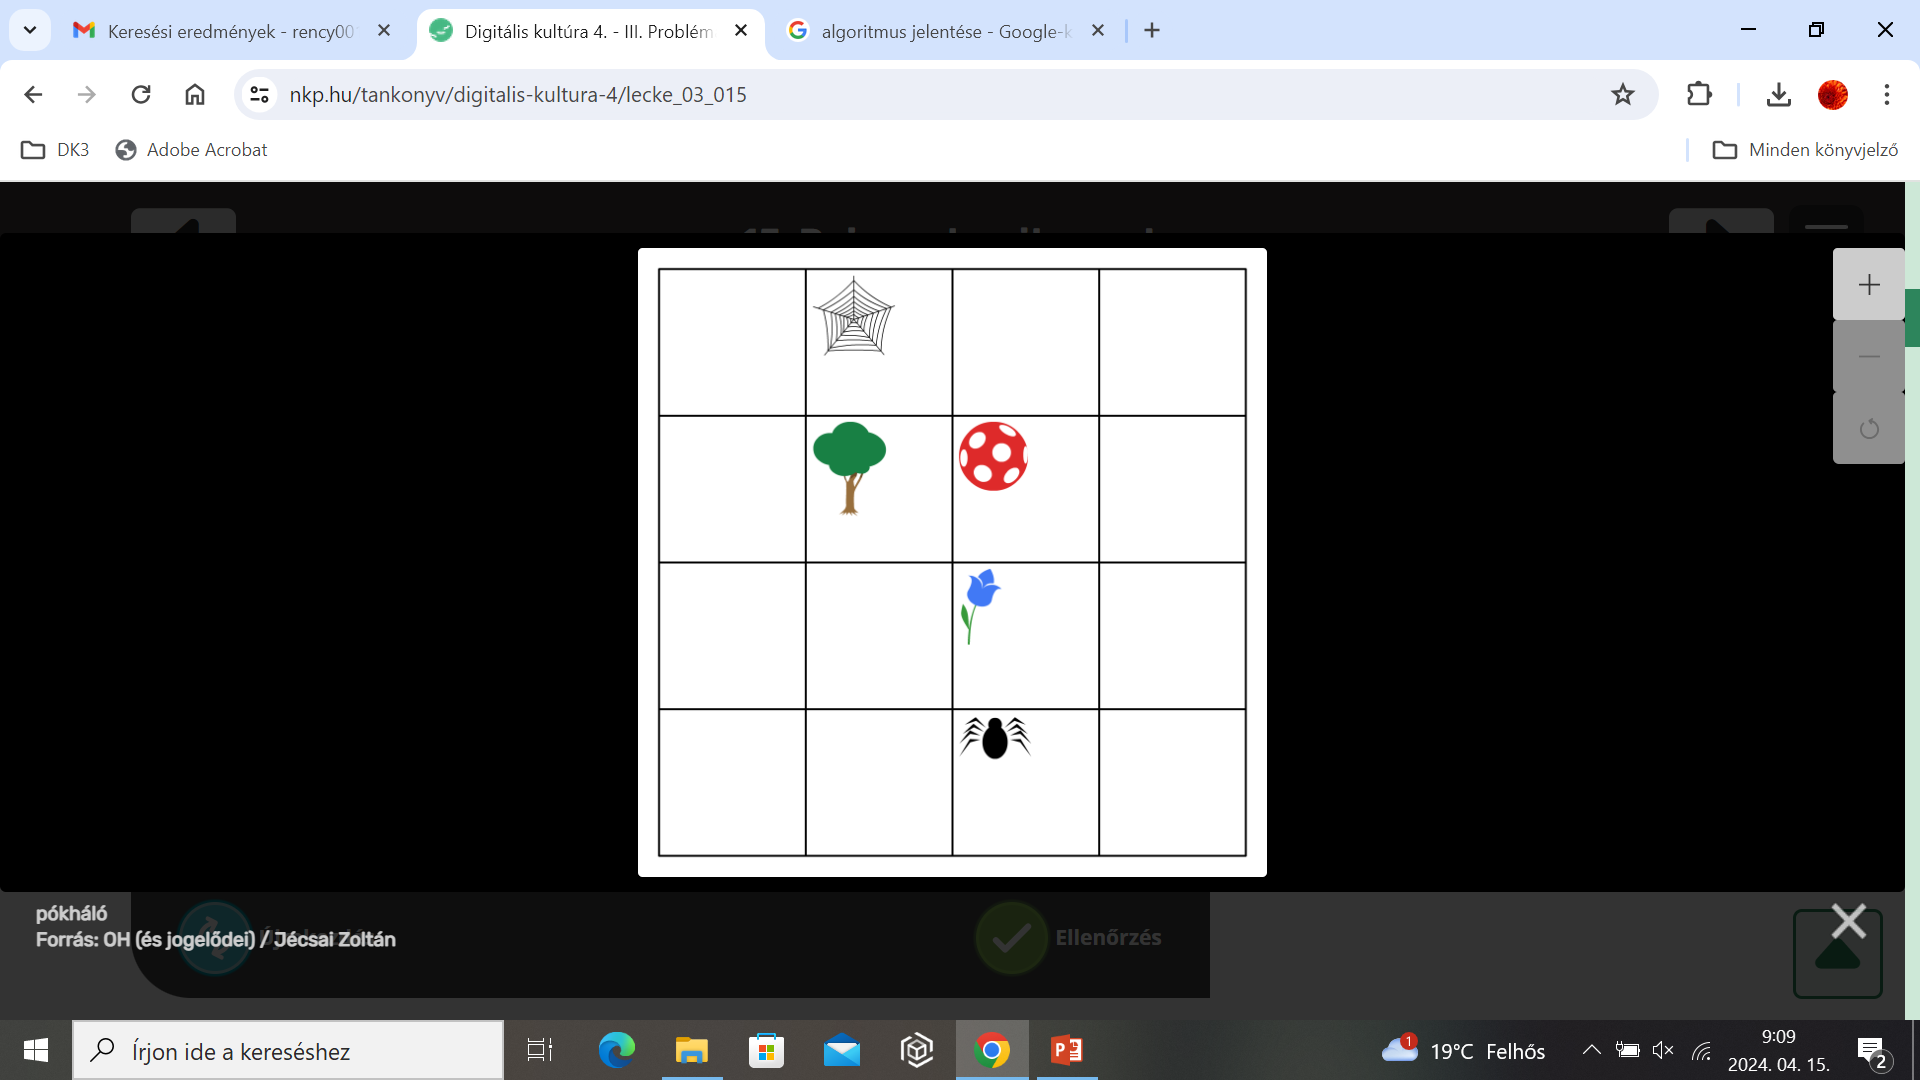 Keresési eredmények - rency00
Digitális kultúra 4. - III. Problém
algoritmus jelentése - Google-k
nkp.hu/tankonyv/digitalis-kultura-4/lecke_03_015
DK3
Adobe Acrobat
Minden könyvjelző
pókháló
Forrás: OH (és jogelődei) / Jécsai Zoltán
Ellenőrzés
Írjon ide a kereséshez
1
19°C Felhős
9:09
2024. 04. 15.
2